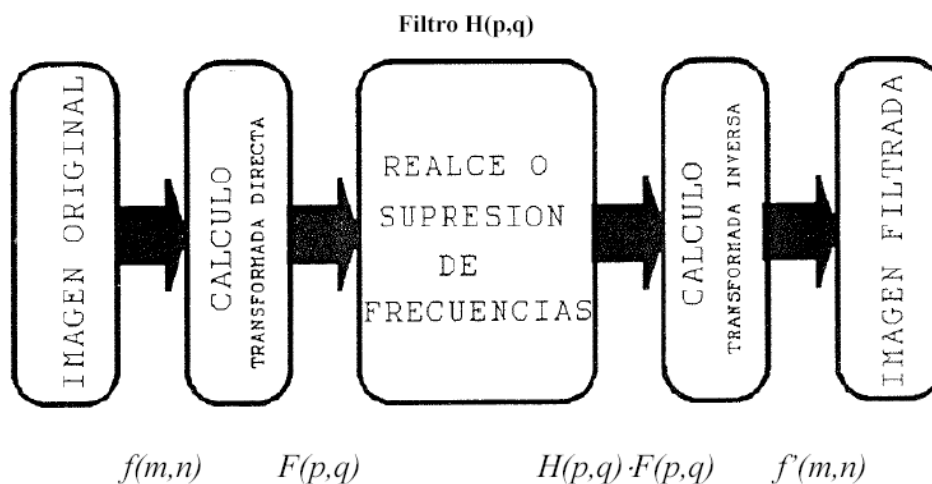 Filtro H(p,q)
IMAGEN ORIGINAL
CALCULO
TRANSFORMADA DIRECTA
REALCE O
SUPRESION
DE
FRECUENCIAS
CALCULO
TRANSFORMADA INVERSA
IMAGEN FILTRADA
f(m,n)
F(p,q)
H(p,q)·F(p,q)
f'(m,n)